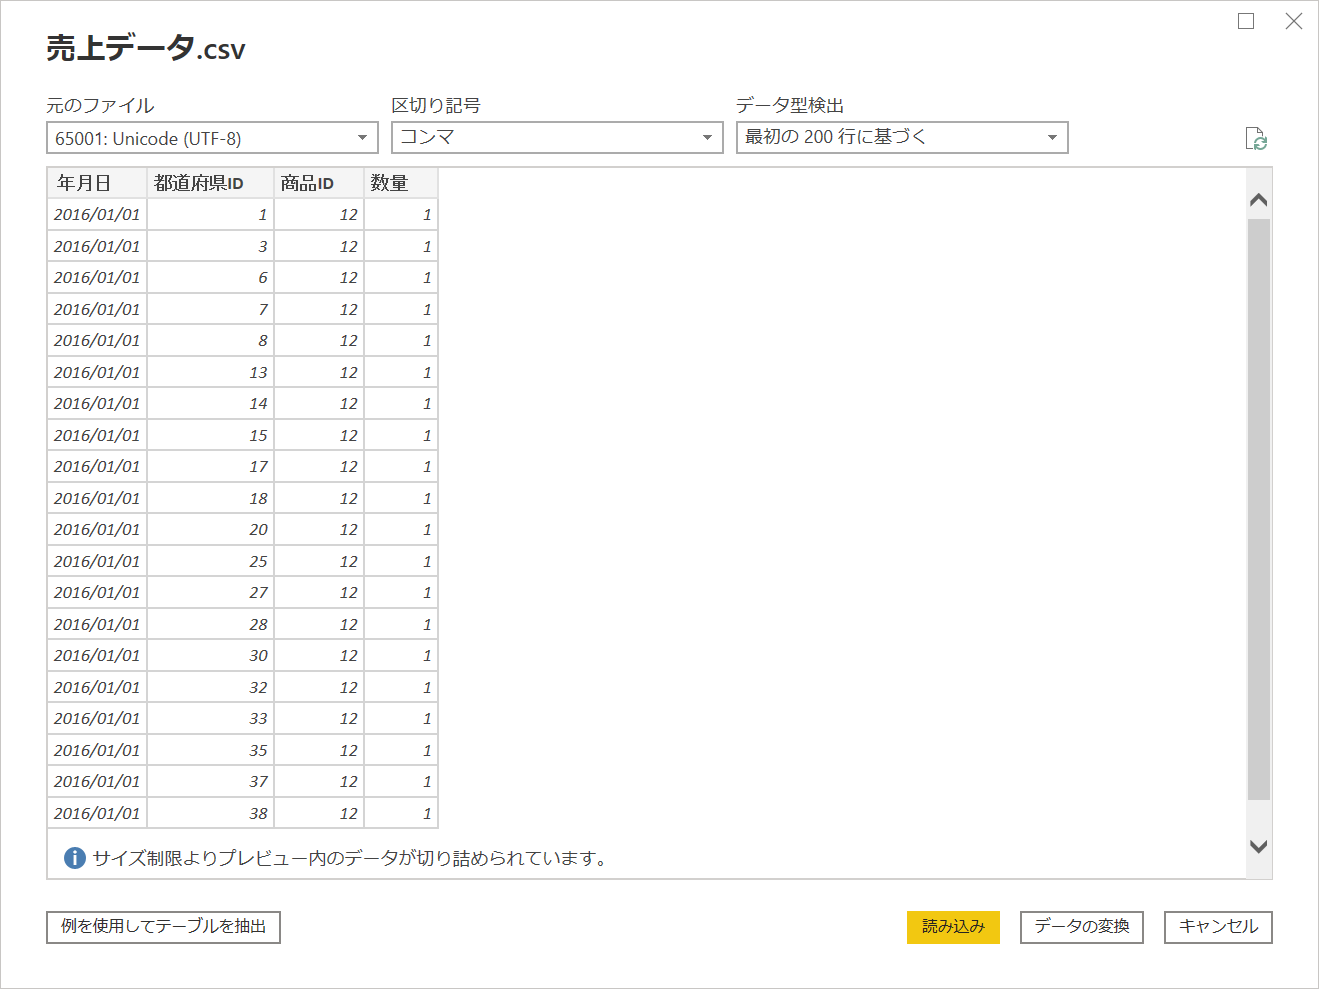 売上データ.csv
元のファイル 区切り記号 データ型検出
65001: Unicode (UTF-8) コンマ 最初の 200 行に基づく
年月日 都道府県ID 商品ID 数量
2016/01/01 1 12 1
2016/01/01 3 12 1
2016/01/01 6 12 1
2016/01/01 7 12 1
2016/01/01 8 12 1
2016/01/01 13 12 1
2016/01/01 14 12 1
2016/01/01 15 12 1
2016/01/01 17 12 1
2016/01/01 18 12 1
2016/01/01 20 12 1
2016/01/01 25 12 1
2016/01/01 27 12 1
2016/01/01 28 12 1
2016/01/01 30 12 1
2016/01/01 32 12 1
2016/01/01 33 12 1
2016/01/01 35 12 1
2016/01/01 37 12 1
2016/01/01 38 12 1
サイズ制限よりプレビュー内のデータが切り詰められています。
例を使用してテーブルを抽出 読み込み データの変換 キャンセル